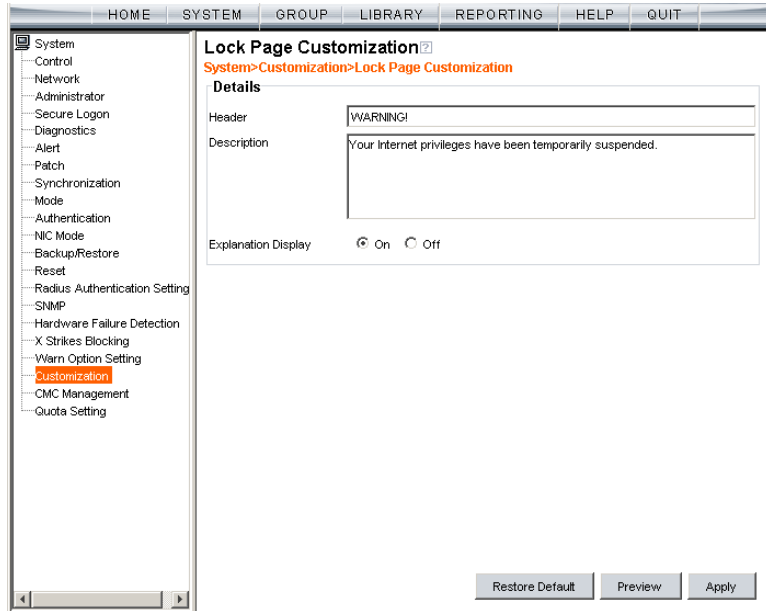 HOME SYSTEM GROUP LIBRARY REPORTING HELP QUIT
System
Control
Network
Administrator
Secure Logon
Diagnostics
Alert
Patch
Synchronization
Mode
Authentication
NIC Mode
Backup/Restore
Reset
Radius Authentication Setting
SNMP
Hardware Failure Detection
X Strikes Blocking
Warn Option Setting
Customization
CMC Management
Quota Setting
Lock Page Customization?
System>Customization>Lock Page Customization
Details
Header WARNING!
Description Your Internet privileges have been temporarily suspended.
Explanation Display On Off
Restore Default Preview Apply